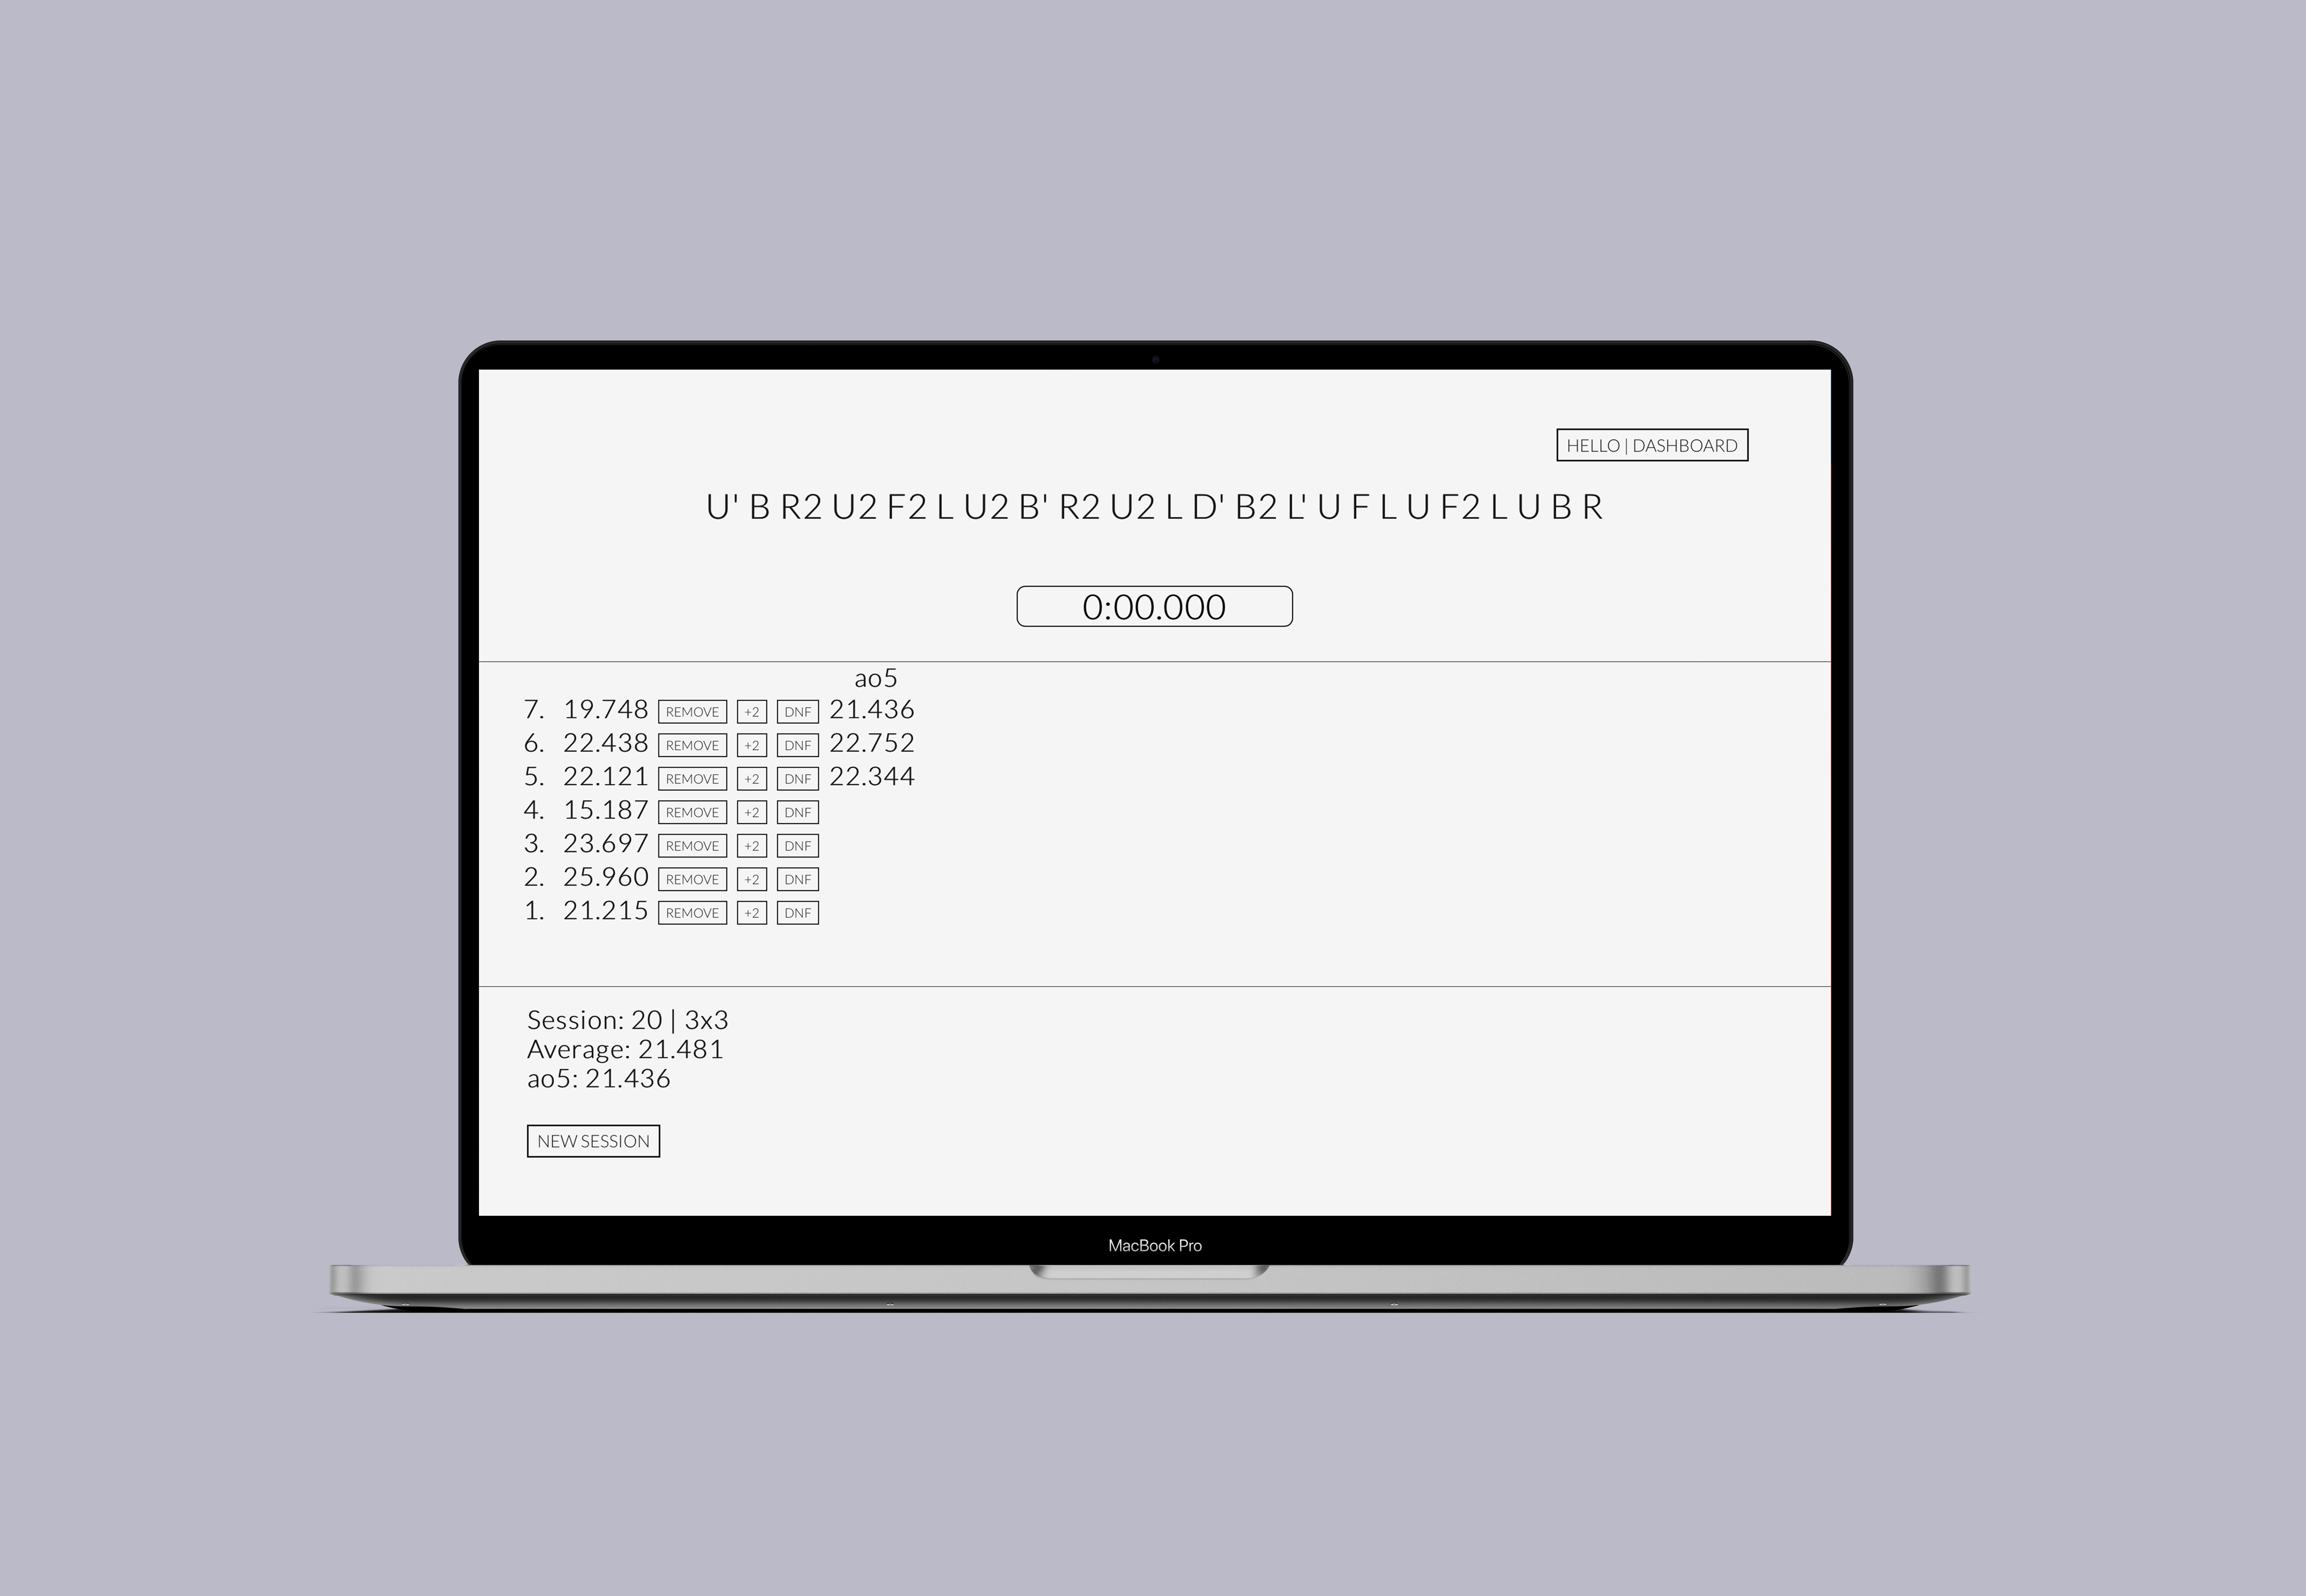 HELLO | DASHBOARD
U' B R2 U2 F2 L U2 B' R2 U2 L D' B2 L' U F L U F2 L U B R
0:00.000
ao5
7. 19.748 REMOVE +2 DNF 21.436
6. 22.438 REMOVE +2 DNF 22.752
5. 22.121 REMOVE +2 DNF 22.344
4. 15.187 REMOVE +2 DNF
3. 23.697 REMOVE +2 DNF
2. 25.960 REMOVE +2 DNF
1. 21.215 REMOVE +2 DNF
Session: 20 | 3x3
Average: 21.481
ao5: 21.436
NEW SESSION
MacBook Pro